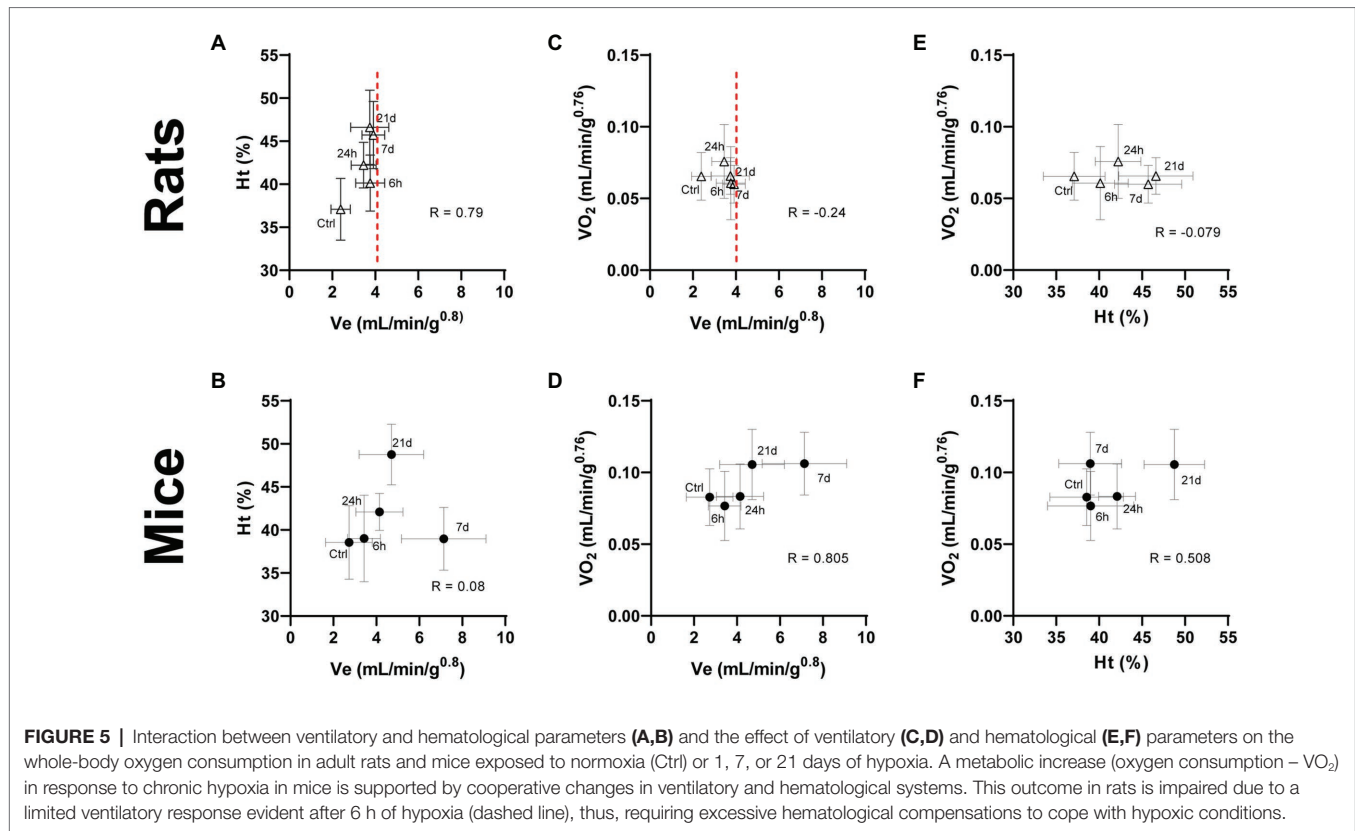 Rats
A
55
50
45
40
35
30
Ht (%)
21d
7d
24h
6h
Ctrl
R = 0.79
0 2 4 6 8 10
Ve (mL/min/g0.8)
C
0.15
0.10
0.05
0.00
VO2 (mL/min/g0.76)
24h
21d
Ctrl
6h
7d
R = -0.24
0 2 4 6 8 10
Ve (mL/min/g0.8)
E
0.15
0.10
0.05
0.00
VO2 (mL/min/g0.76)
24h
21d
Ctrl
6h
7d
R = -0.079
30 35 40 45 50 55
Ht (%)
Mice
B
55
50
45
40
35
30
Ht (%)
21d
24h
Ctrl
6h
7d
R = 0.08
0 2 4 6 8 10
Ve (mL/min/g0.8)
D
0.15
0.10
0.05
0.00
VO2 (mL/min/g0.76)
21d
7d
Ctrl
24h
6h
R = 0.805
0 2 4 6 8 10
Ve (mL/min/g0.8)
F
0.15
0.10
0.05
0.00
VO2 (mL/min/g0.76)
7d
21d
Ctrl
24h
6h
R = 0.508
30 35 40 45 50 55
Ht (%)
FIGURE 5 | Interaction between ventilatory and hematological parameters (A,B) and the effect of ventilatory (C,D) and hematological (E,F) parameters on the
whole-body oxygen consumption in adult rats and mice exposed to normoxia (Ctrl) or 1, 7, or 21 days of hypoxia. A metabolic increase (oxygen consumption – VO2)
in response to chronic hypoxia in mice is supported by cooperative changes in ventilatory and hematological systems. This outcome in rats is impaired due to a
limited ventilatory response evident after 6 h of hypoxia (dashed line), thus, requiring excessive hematological compensations to cope with hypoxic conditions.